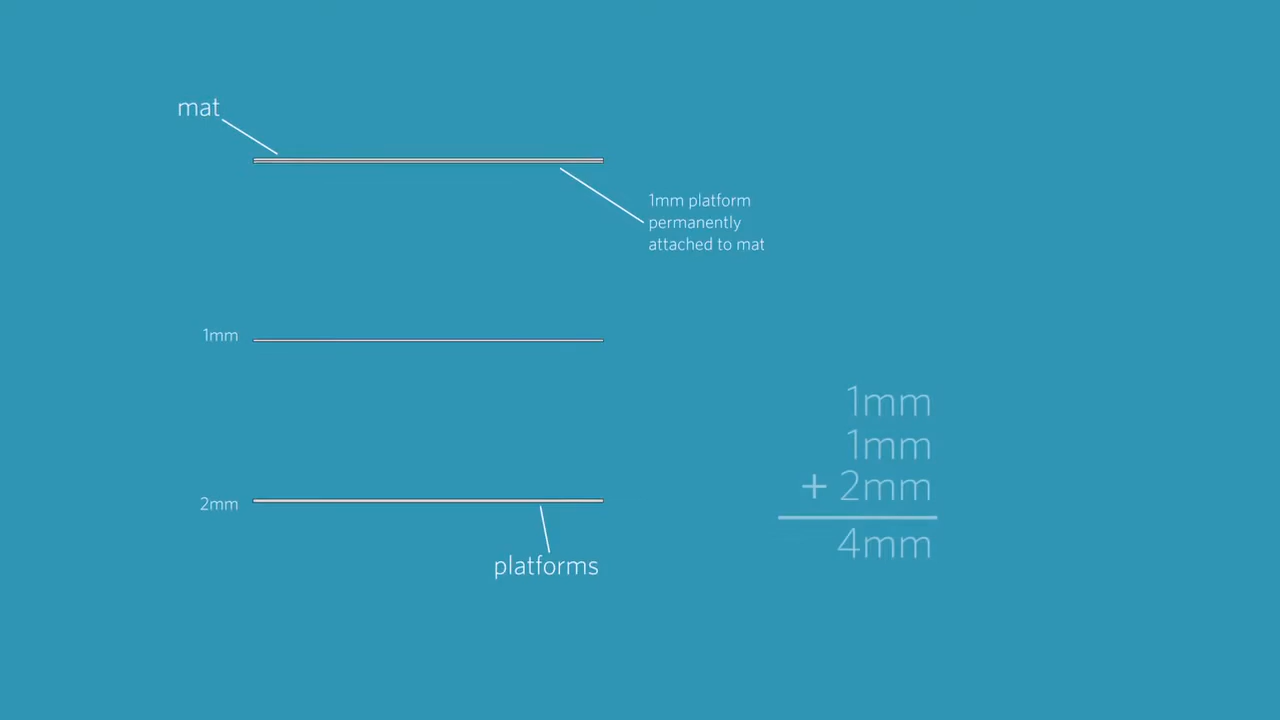 mat
1mm platform
permanently
attached to mat
1mm
2mm
platforms
1mm
1mm
+ 2mm
4mm